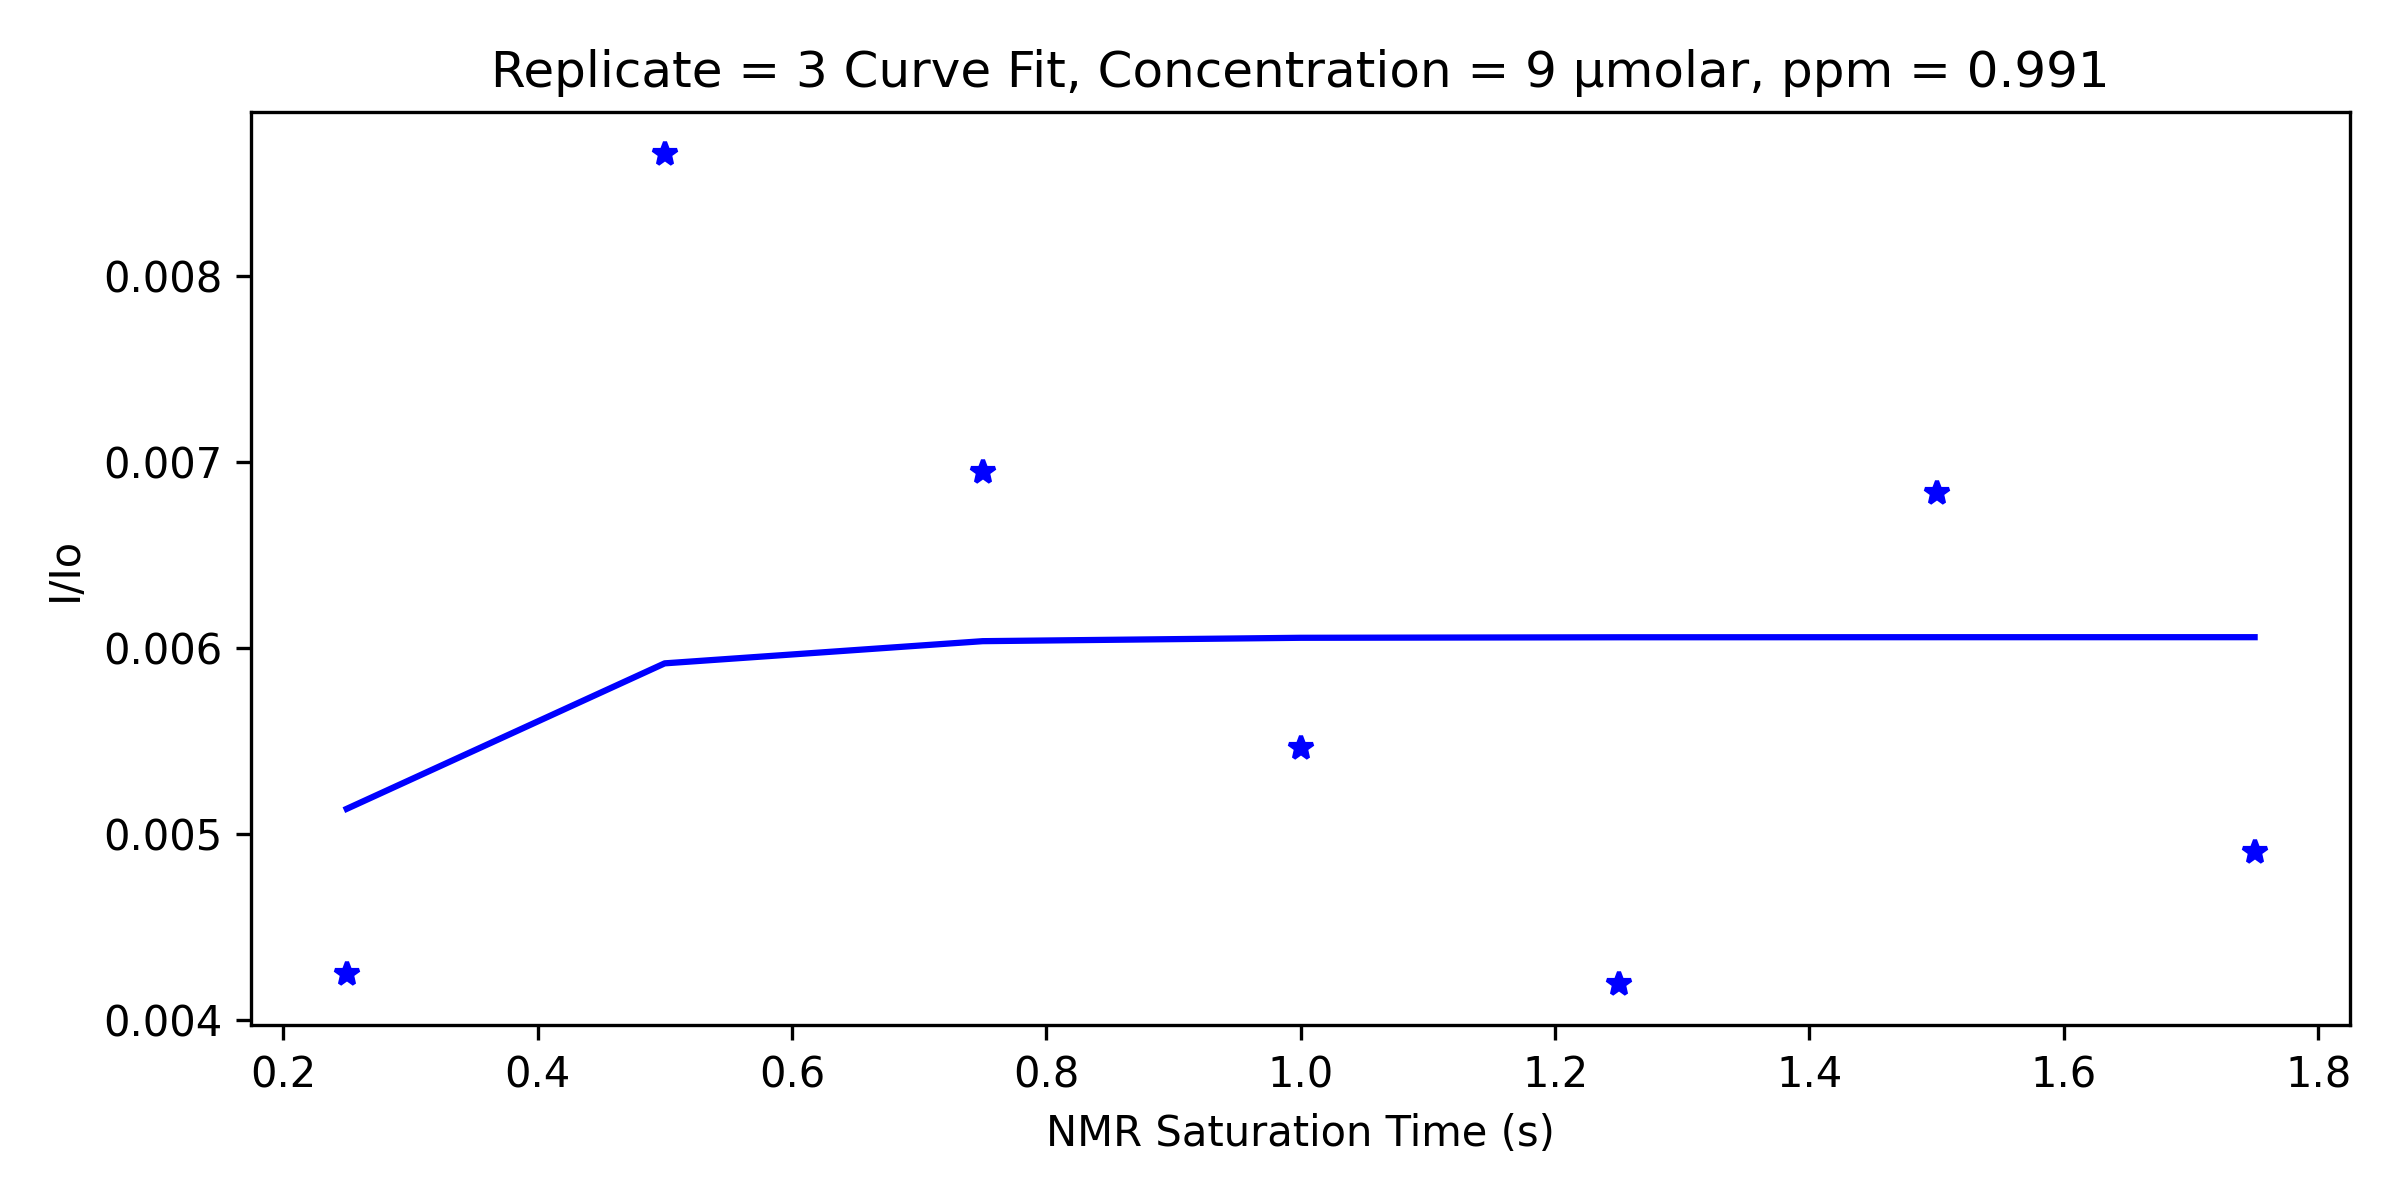 Replicate = 3 Curve Fit, Concentration = 9 µmolar, ppm = 0.991
I/Io
0.008
0.007
0.006
0.005
0.004
0.2 0.4 0.6 0.8 1.0 1.2 1.4 1.6 1.8
NMR Saturation Time (s)